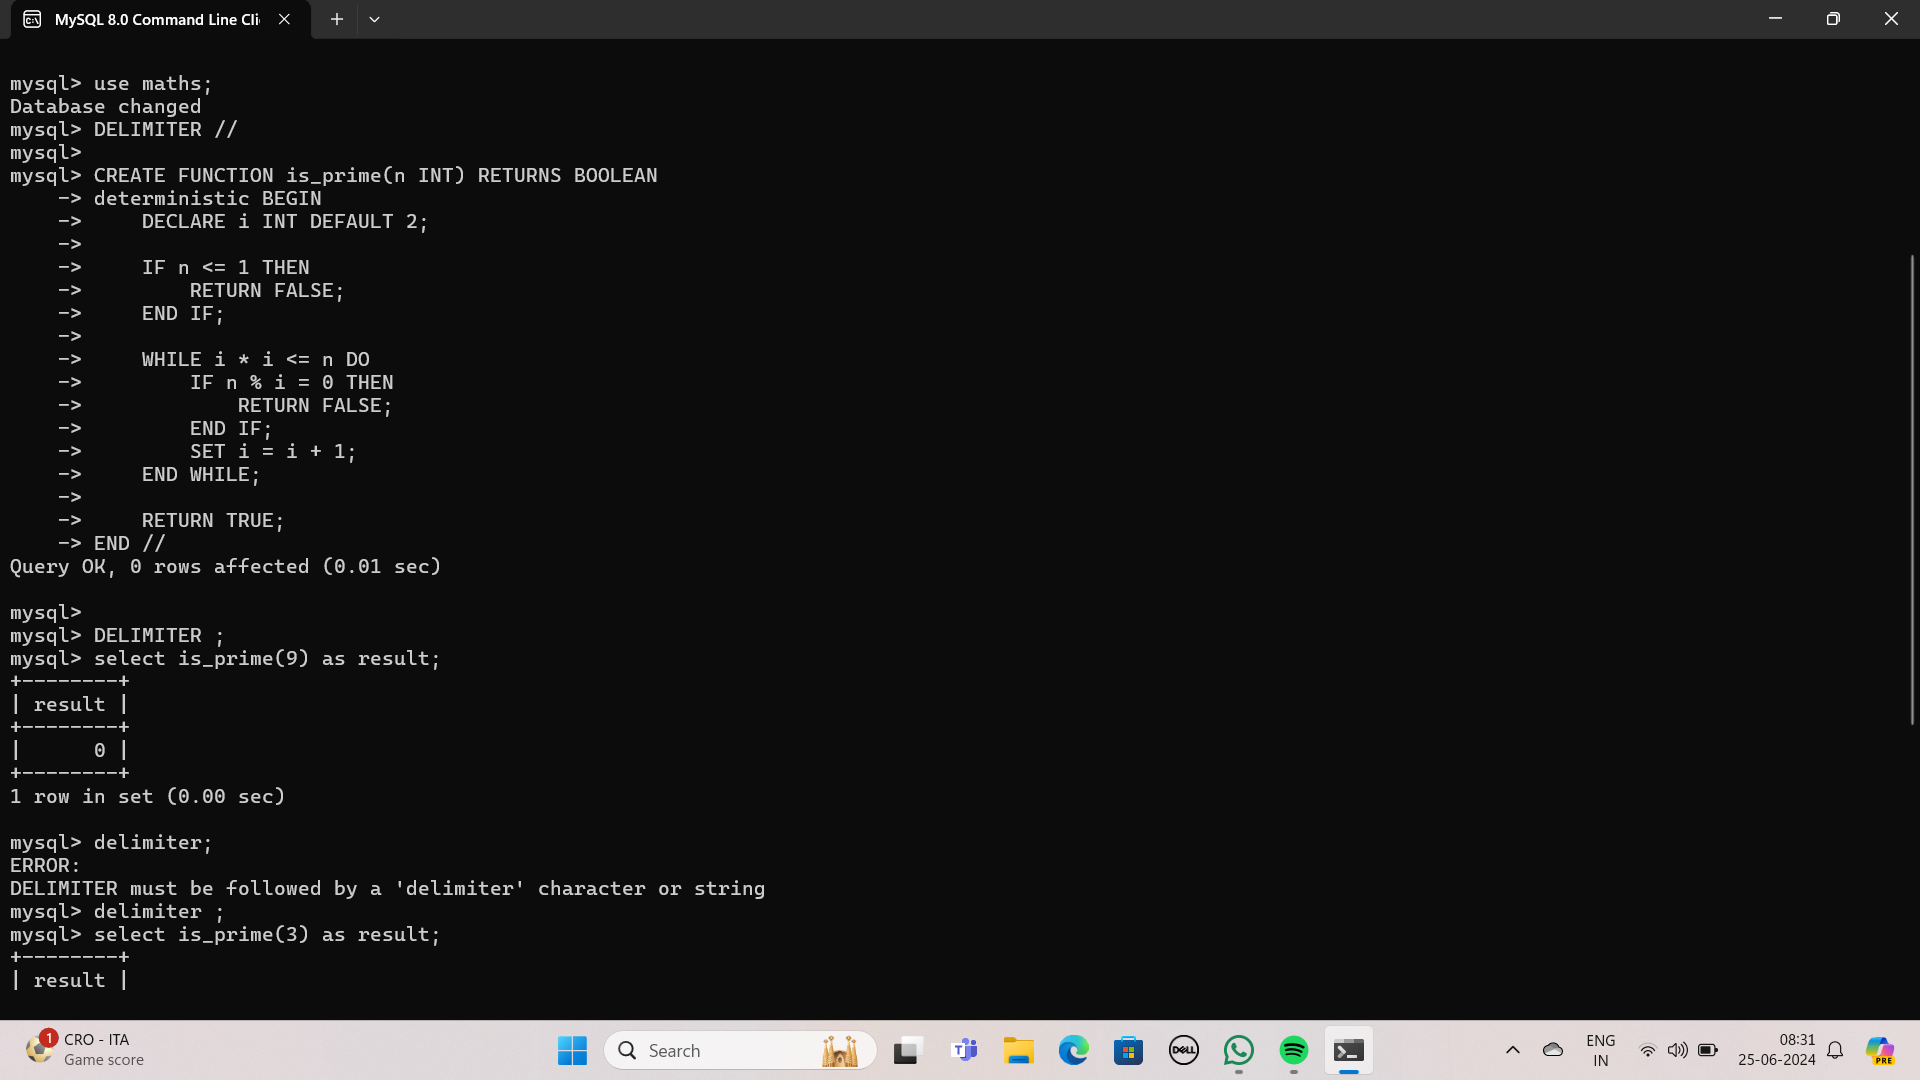 MySQL 8.0 Command Line Cli
mysql> use maths;
Database changed
mysql> DELIMITER //
mysql>
mysql> CREATE FUNCTION is_prime(n INT) RETURNS BOOLEAN
    -> deterministic BEGIN
    ->     DECLARE i INT DEFAULT 2;
    ->
    ->     IF n <= 1 THEN
    ->         RETURN FALSE;
    ->     END IF;
    ->
    ->     WHILE i * i <= n DO
    ->         IF n % i = 0 THEN
    ->             RETURN FALSE;
    ->         END IF;
    ->         SET i = i + 1;
    ->     END WHILE;
    ->
    ->     RETURN TRUE;
    -> END //
Query OK, 0 rows affected (0.01 sec)
mysql>
mysql> DELIMITER ;
mysql> select is_prime(9) as result;
+--------+
| result |
+--------+
|      0 |
+--------+
1 row in set (0.00 sec)
mysql> delimiter;
ERROR:
DELIMITER must be followed by a 'delimiter' character or string
mysql> delimiter ;
mysql> select is_prime(3) as result;
+--------+
| result |
1
CRO - ITA
Game score
Search
T
DELL
ENG
IN
08:31
25-06-2024
PRE